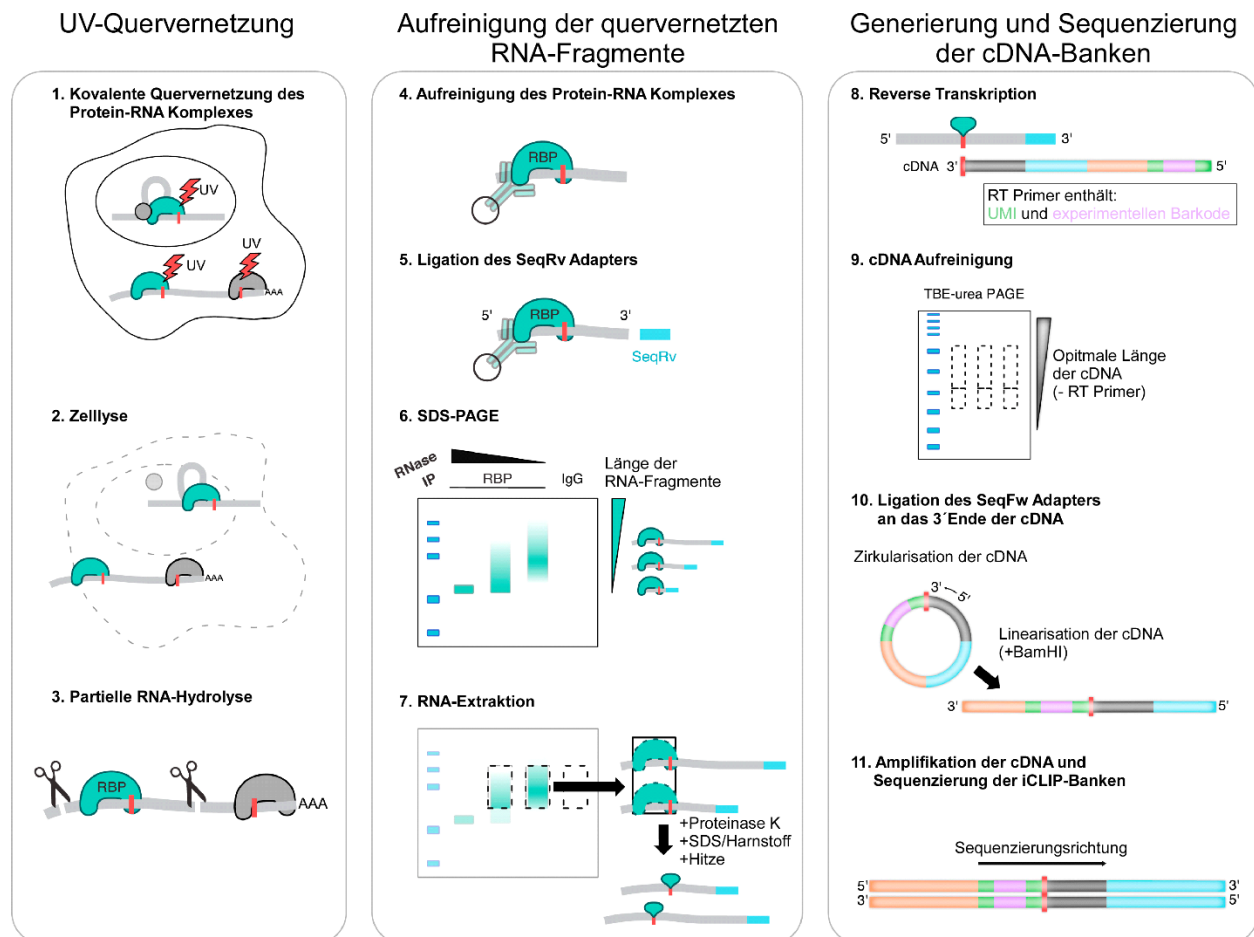 UV-Quervernetzung
1. Kovalente Quervernetzung des
Protein-RNA Komplexes
UV
UV
UV
AAA
2. Zelllyse
AAA
3. Partielle RNA-Hydrolyse
RBP
AAA
Aufreinigung der quervernetzten
RNA-Fragmente
4. Aufreinigung des Protein-RNA Komplexes
RBP
5. Ligation des SeqRv Adapters
5' RBP 3'
SeqRv
6. SDS-PAGE
RNase
IP RBP IgG
Länge der
RNA-Fragmente
7. RNA-Extraktion
+Proteinase K
+SDS/Harnstoff
+Hitze
Generierung und Sequenzierung
der cDNA-Banken
8. Reverse Transkription
5' 3'
cDNA 3' 5'
RT Primer enthält:
UMI und experimentellen Barkode
9. cDNA Aufreinigung
TBE-urea PAGE
Opitmale Länge
der cDNA
(- RT Primer)
10. Ligation des SeqFw Adapters
an das 3´Ende der cDNA
Zirkularisation der cDNA
3' — 5'
Linearisation der cDNA
(+BamHI)
3' 5'
11. Amplifikation der cDNA und
Sequenzierung der iCLIP-Banken
Sequenzierungsrichtung
5' 3'
3' 5'